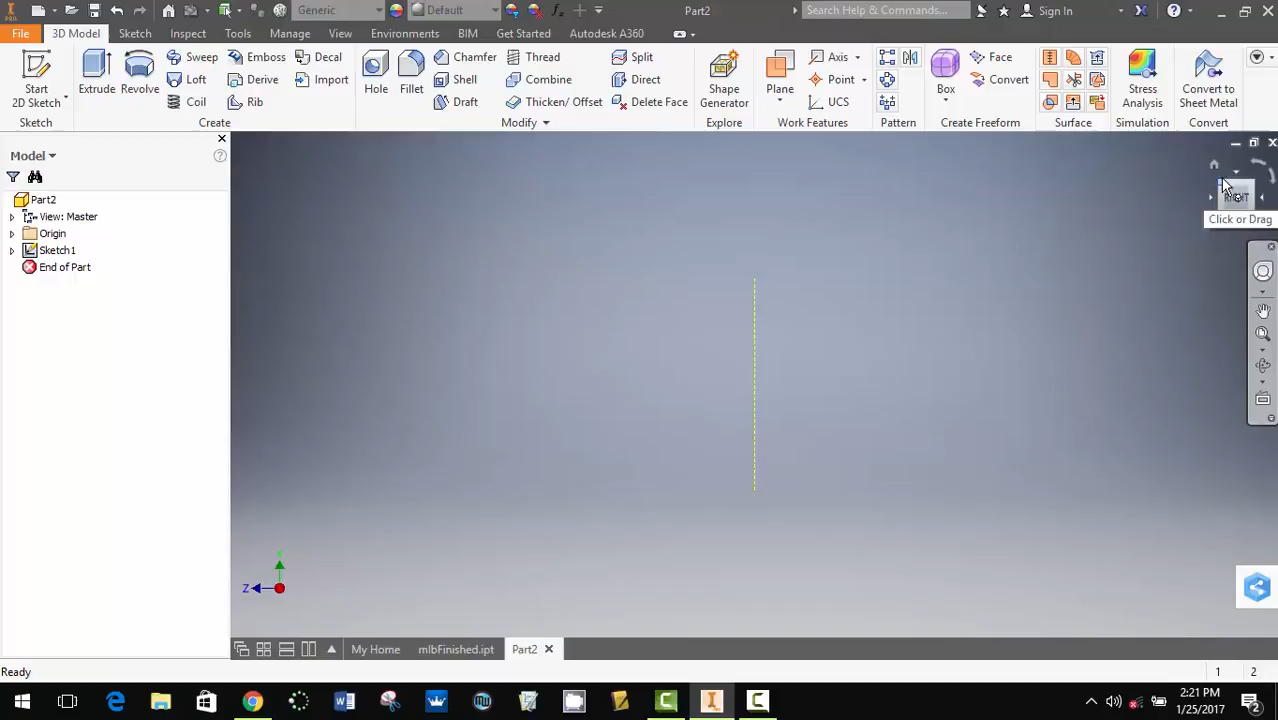 PRO
Generic
Default
Part2
Search Help & Commands...
Sign In
File
3D Model
Sketch
Inspect
Tools
Manage
View
Environments
BIM
Get Started
Autodesk A360
Start
2D Sketch
Extrude
Revolve
Sweep
Emboss
Decal
Loft
Derive
Import
Coil
Rib
Hole
Fillet
Chamfer
Thread
Split
Shell
Combine
Direct
Draft
Thicken/ Offset
Delete Face
Shape
Generator
Plane
Axis
Point
UCS
Box
Face
Convert
Stress
Analysis
Convert to
Sheet Metal
Sketch
Create
Modify
Explore
Work Features
Pattern
Create Freeform
Surface
Simulation
Convert
Model
Part2
View: Master
Origin
Sketch1
End of Part
RIGHT
Click or Drag
Y
Z
My Home
mlbFinished.ipt
Part2
Ready
1
2
2:21 PM
1/25/2017
2